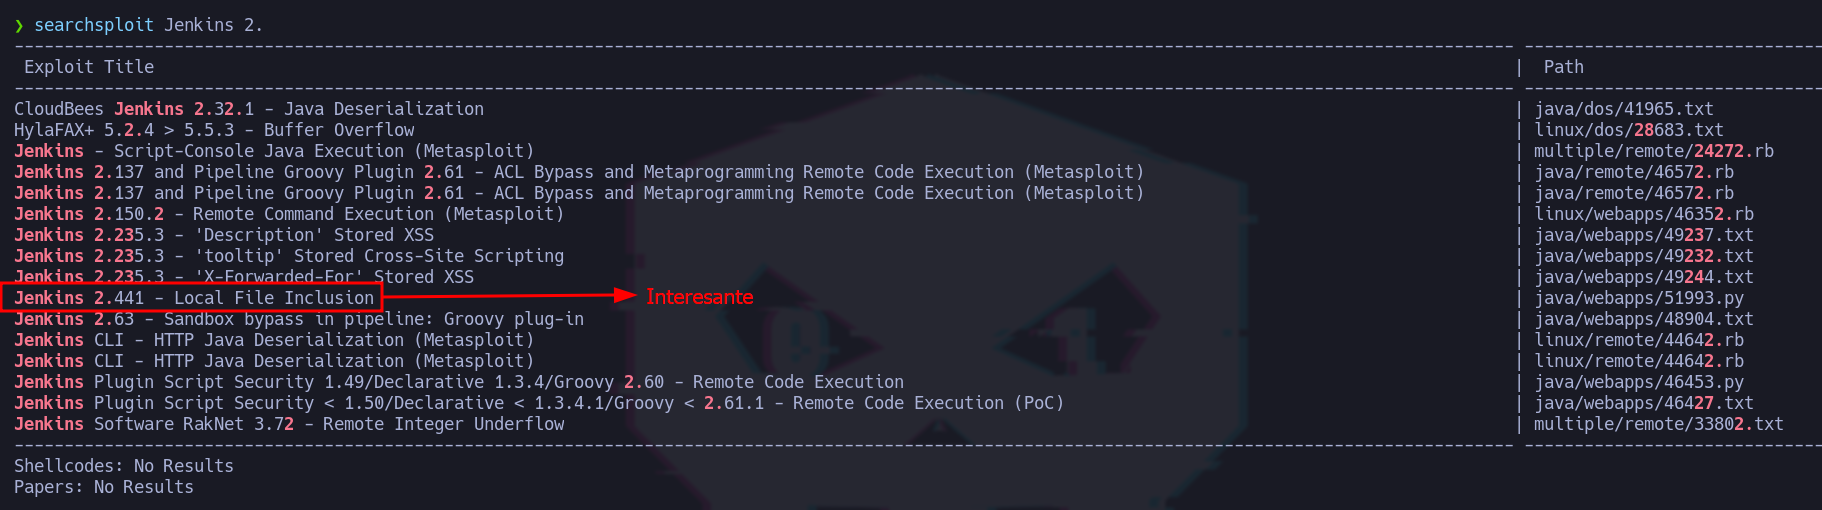 ❯ searchsploit Jenkins 2.
Exploit Title | Path
CloudBees Jenkins 2.32.1 - Java Deserialization | java/dos/41965.txt
HylaFAX+ 5.2.4 > 5.5.3 - Buffer Overflow | linux/dos/28683.txt
Jenkins - Script-Console Java Execution (Metasploit) | multiple/remote/24272.rb
Jenkins 2.137 and Pipeline Groovy Plugin 2.61 - ACL Bypass and Metaprogramming Remote Code Execution (Metasploit) | java/remote/46572.rb
Jenkins 2.137 and Pipeline Groovy Plugin 2.61 - ACL Bypass and Metaprogramming Remote Code Execution (Metasploit) | java/remote/46572.rb
Jenkins 2.150.2 - Remote Command Execution (Metasploit) | linux/webapps/46352.rb
Jenkins 2.235.3 - 'Description' Stored XSS | java/webapps/49237.txt
Jenkins 2.235.3 - 'tooltip' Stored Cross-Site Scripting | java/webapps/49232.txt
Jenkins 2.235.3 - 'X-Forwarded-For' Stored XSS | java/webapps/49244.txt
Jenkins 2.441 - Local File Inclusion Interesante | java/webapps/51993.py
Jenkins 2.63 - Sandbox bypass in pipeline: Groovy plug-in | java/webapps/48904.txt
Jenkins CLI - HTTP Java Deserialization (Metasploit) | linux/remote/44642.rb
Jenkins CLI - HTTP Java Deserialization (Metasploit) | linux/remote/44642.rb
Jenkins Plugin Script Security 1.49/Declarative 1.3.4/Groovy 2.60 - Remote Code Execution | java/webapps/46453.py
Jenkins Plugin Script Security < 1.50/Declarative < 1.3.4.1/Groovy < 2.61.1 - Remote Code Execution (PoC) | java/webapps/46427.txt
Jenkins Software RakNet 3.72 - Remote Integer Underflow | multiple/remote/33802.txt
Shellcodes: No Results
Papers: No Results